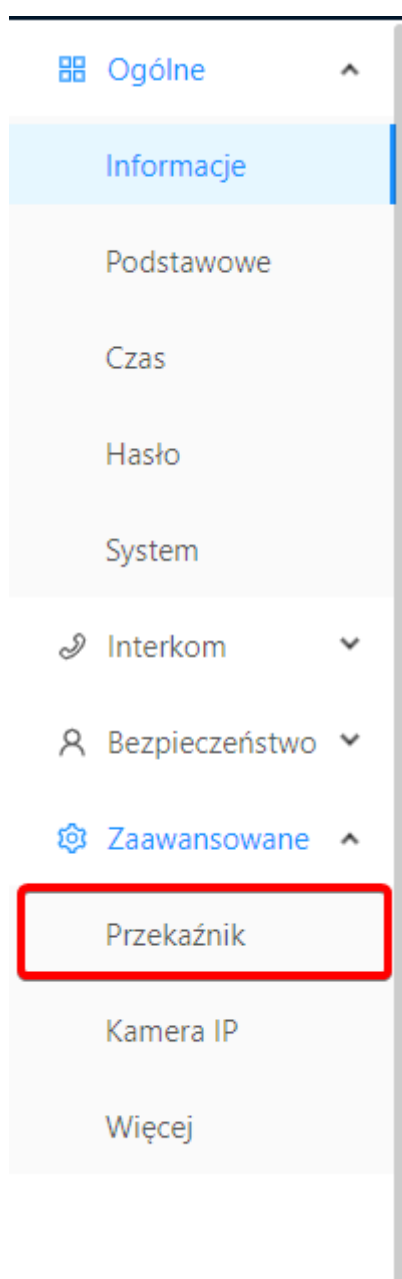 Ogólne
Informacje
Podstawowe
Czas
Hasło
System
Interkom
Bezpieczeństwo
Zaawansowane
Przekaźnik
Kamera IP
Więcej